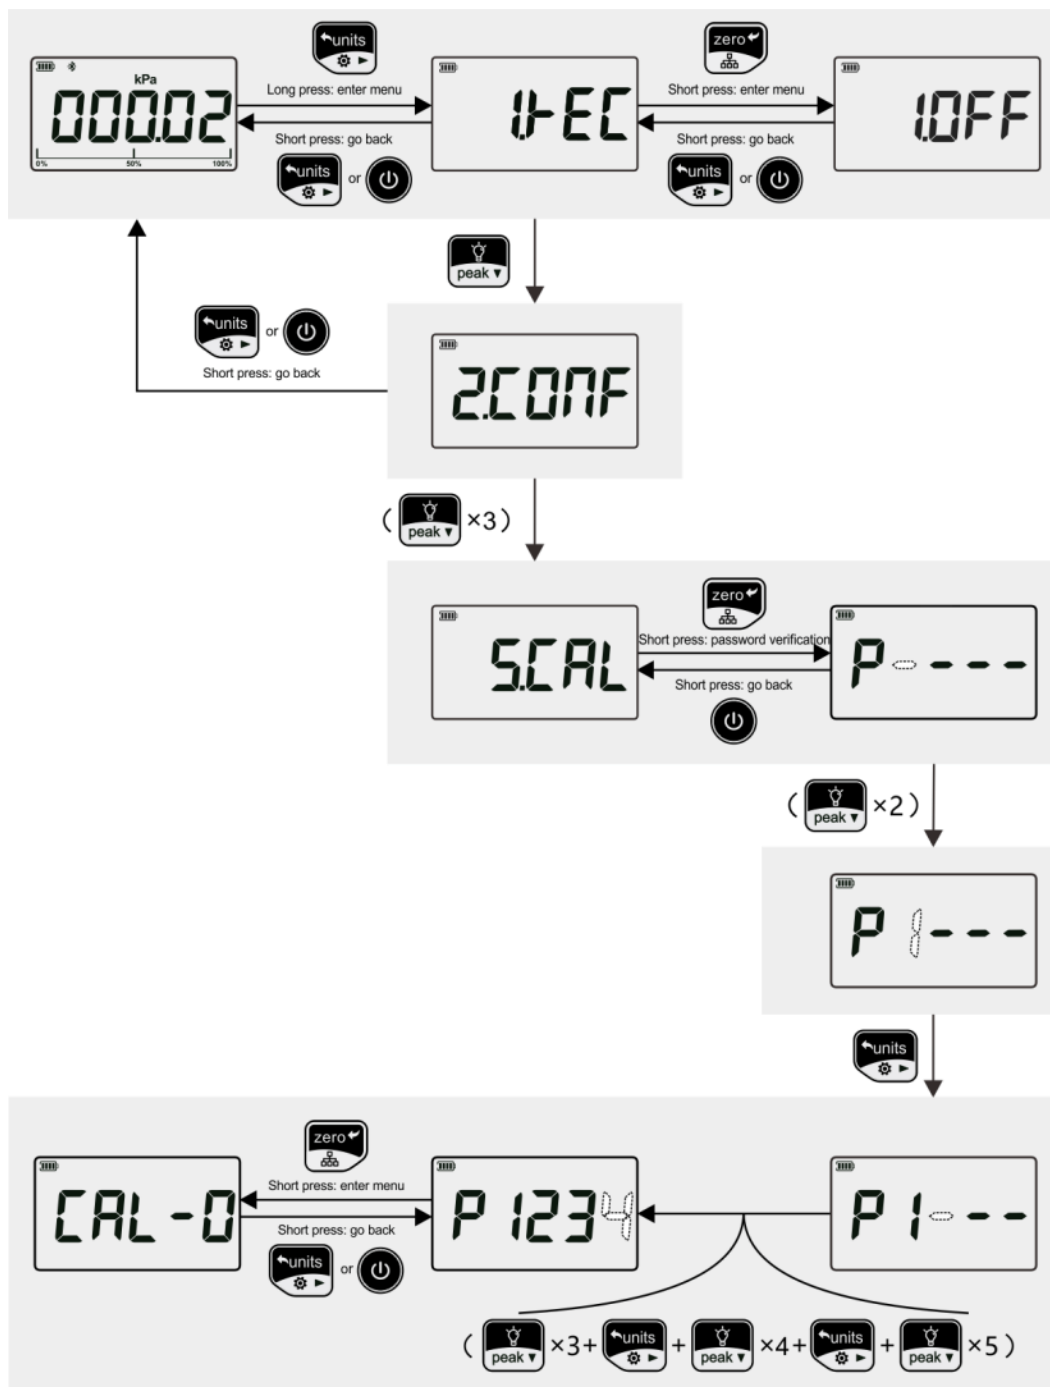 units
zero
kPa
000.02
0% 50% 100%
Long press: enter menu
Short press: go back
units or
1.rEC
Short press: enter menu
Short press: go back
units or
1.OFF
peak
units or
Short press: go back
2.CONF
( peak ×3)
zero
5.CAL
Short press: password verification
Short press: go back
P----
( peak ×2)
P1---
units
zero
CAL-0
Short press: enter menu
Short press: go back
units or
P1234
P1---
( peak ×3+ units + peak ×4+ units + peak ×5)